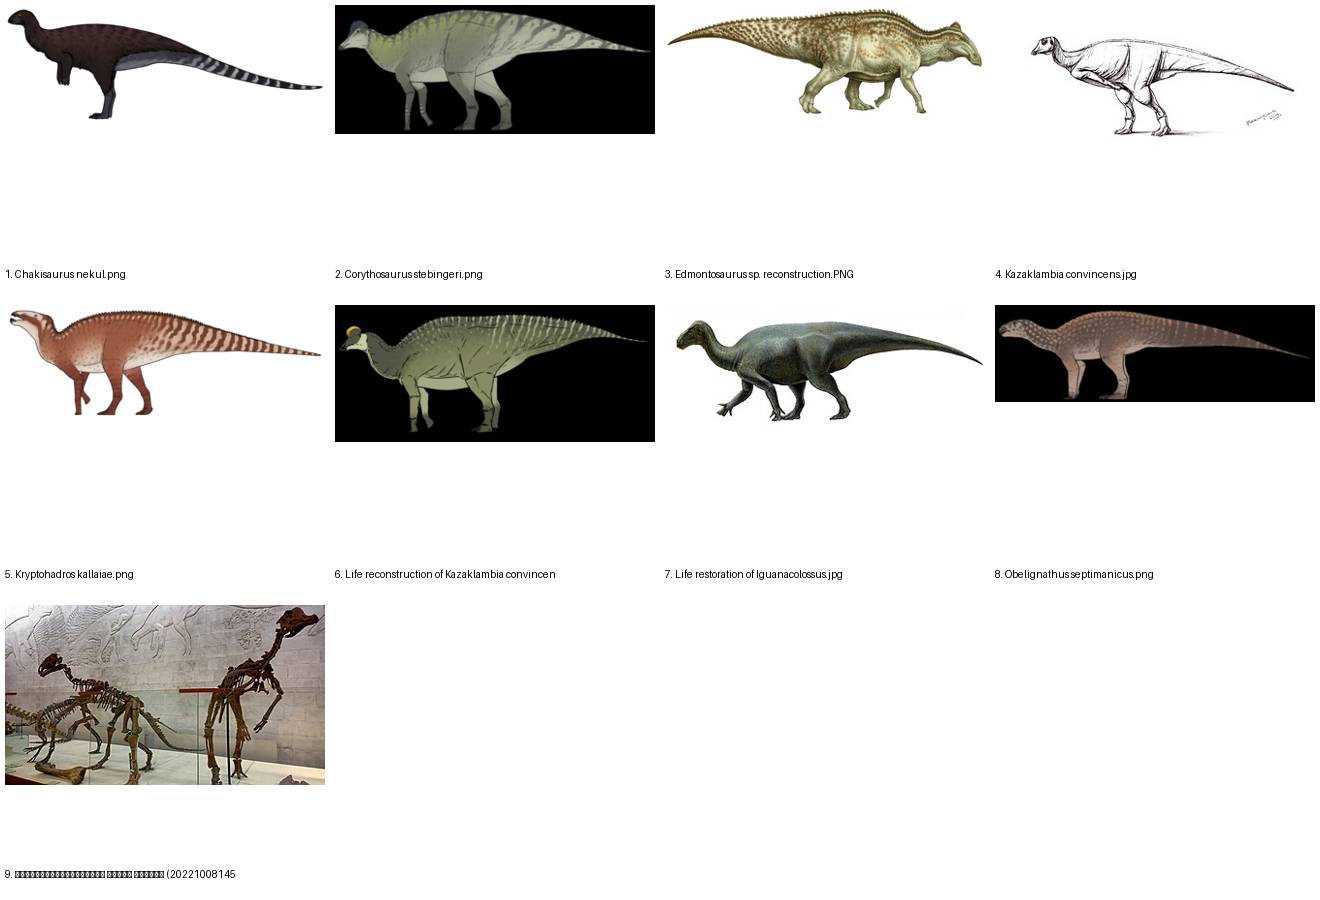 1. Chakisaurus nekul.png
2. Corythosaurus stebingeri.png
3. Edmontosaurus sp. reconstruction.PNG
4. Kazaklambia convincens.jpg
5. Kryptohadros kallaiae.png
6. Life reconstruction of Kazaklambia convincen
7. Life restoration of Iguanacolossus.jpg
8. Obelignathus septimanicus.png
9. (20221008145